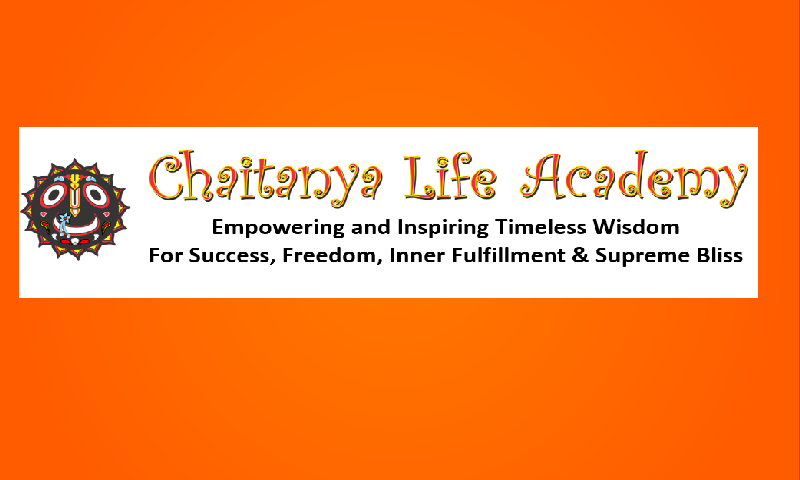 Chaitanya Life Academy
Empowering and Inspiring Timeless Wisdom
For Success, Freedom, Inner Fulfillment & Supreme Bliss